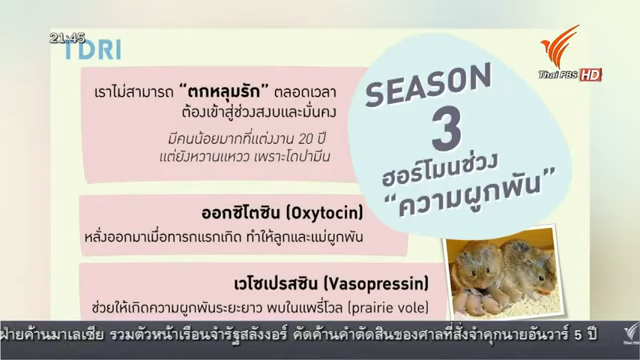 21:45
TDRI
Thai PBS HD
เราไม่สามารถ “ตกหลุมรัก” ตลอดเวลา
ต้องเข้าสู่ช่วงสงบและมั่นคง
มีคนน้อยมากที่แต่งงาน 20 ปี
แต่ยังหวานแหวว เพราะโดปามีน
SEASON
3
ฮอร์โมนช่วง
“ความผูกพัน”
ออกซิโตซิน (Oxytocin)
หลั่งออกมาเมื่อทารกแรกเกิด ทำให้ลูกและแม่ผูกพัน
เวโซเปรสซิน (Vasopressin)
ช่วยให้เกิดความผูกพันระยะยาว พบในแพรี่โวล (prairie vole)
ฝ่ายค้านมาเลเซีย รวมตัวหน้าเรือนจำรัฐสลังงอร์ คัดค้านคำตัดสินของศาลที่สั่งจำคุกนายอันวาร์ 5 ปี